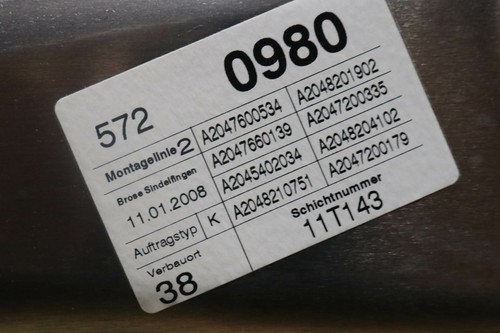 572 0980
Montagelinie 2 A2047600534 A2048201902
Brose Sindelfingen A2047660139 A2047200335
11.01.2008 A2045402034 A2048204102
Auftragstyp K A2048210751 A2047200179
Verbauort Schichtnummer
38 11T143